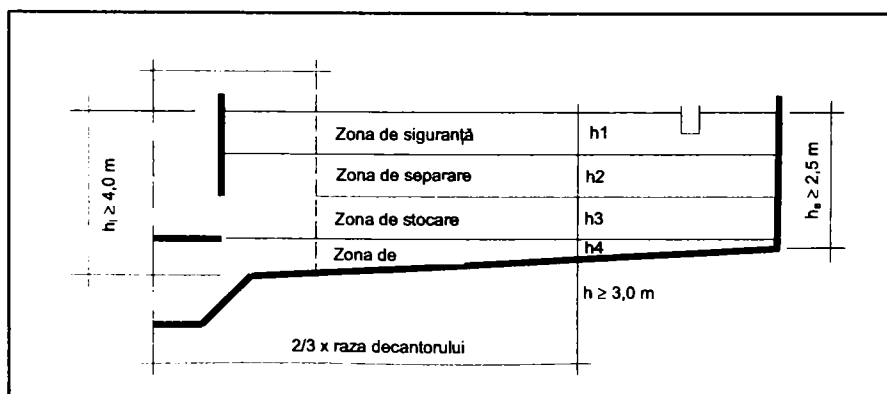 Zona de siguranță h1
Zona de separare h2
Zona de stocare h3
Zona de h4
hᵢ ≥ 4,0 m
hₐ ≥ 2,5 m
h ≥ 3,0 m
2/3 x raza decantorului